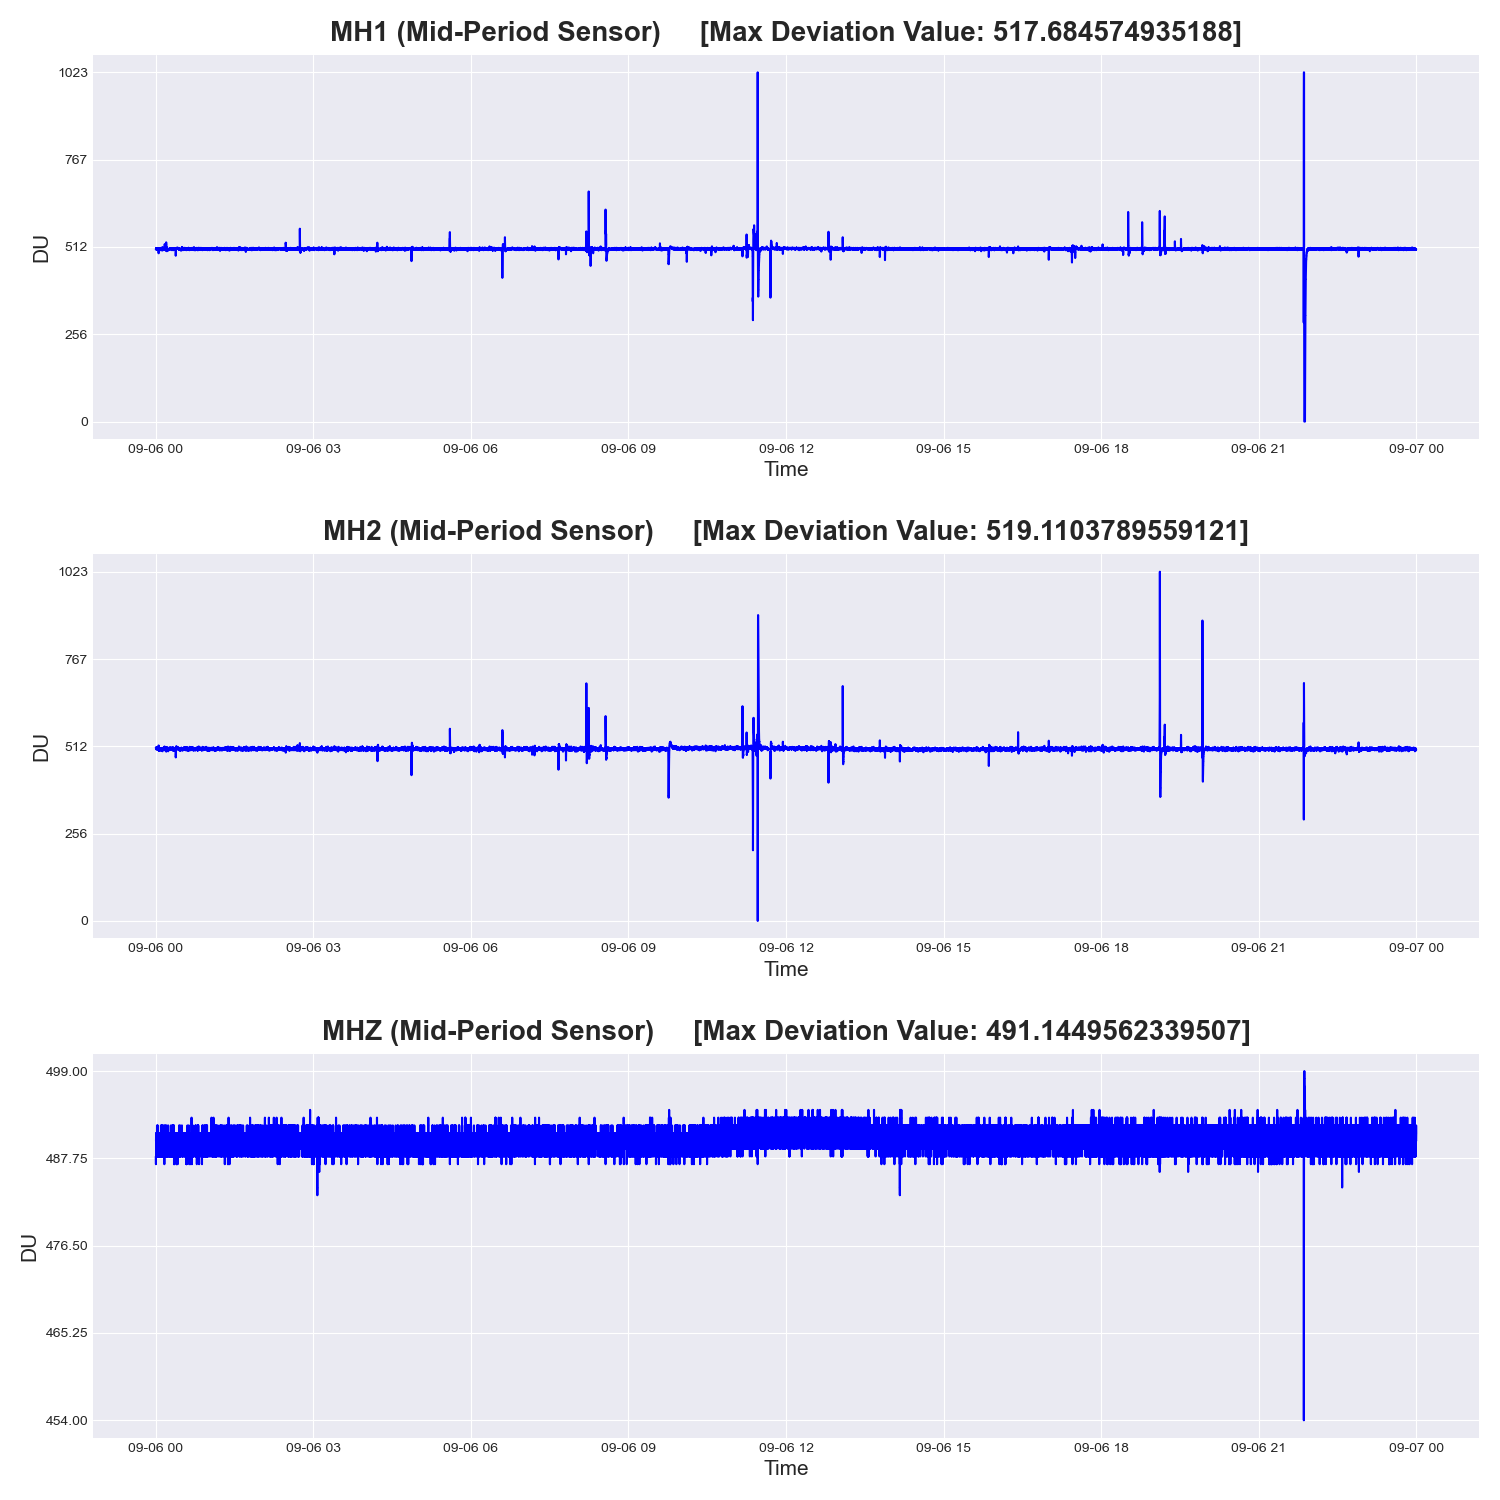 MH1 (Mid-Period Sensor) [Max Deviation Value: 517.684574935188]
1023
767
512
256
0
DU
09-06 00 09-06 03 09-06 06 09-06 09 09-06 12 09-06 15 09-06 18 09-06 21 09-07 00
Time
MH2 (Mid-Period Sensor) [Max Deviation Value: 519.1103789559121]
1023
767
512
256
0
DU
09-06 00 09-06 03 09-06 06 09-06 09 09-06 12 09-06 15 09-06 18 09-06 21 09-07 00
Time
MHZ (Mid-Period Sensor) [Max Deviation Value: 491.1449562339507]
499.00
487.75
476.50
465.25
454.00
DU
09-06 00 09-06 03 09-06 06 09-06 09 09-06 12 09-06 15 09-06 18 09-06 21 09-07 00
Time